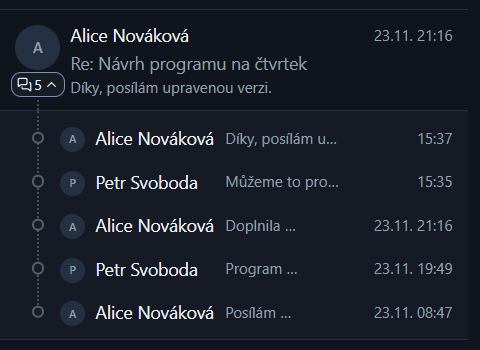 A
Alice Nováková 23.11. 21:16
Re: Návrh programu na čtvrtek
5 Díky, posílám upravenou verzi.
A Alice Nováková Díky, posílám u... 15:37
P Petr Svoboda Můžeme to pro... 15:35
A Alice Nováková Doplnila ... 23.11. 21:16
P Petr Svoboda Program ... 23.11. 19:49
A Alice Nováková Posílám ... 23.11. 08:47